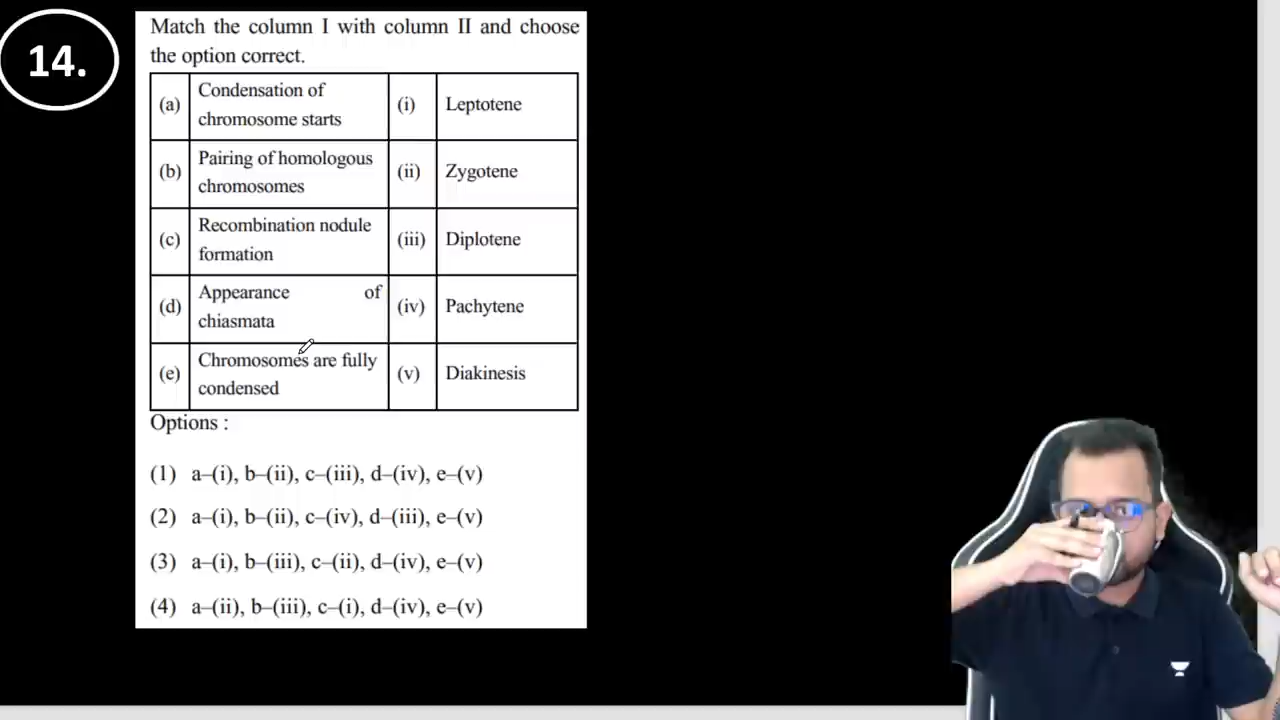 14.
Match the column I with column II and choose
the option correct.
(a) Condensation of chromosome starts (i) Leptotene
(b) Pairing of homologous chromosomes (ii) Zygotene
(c) Recombination nodule formation (iii) Diplotene
(d) Appearance of chiasmata (iv) Pachytene
(e) Chromosomes are fully condensed (v) Diakinesis
Options :
(1) a–(i), b–(ii), c–(iii), d–(iv), e–(v)
(2) a–(i), b–(ii), c–(iv), d–(iii), e–(v)
(3) a–(i), b–(iii), c–(ii), d–(iv), e–(v)
(4) a–(ii), b–(iii), c–(i), d–(iv), e–(v)